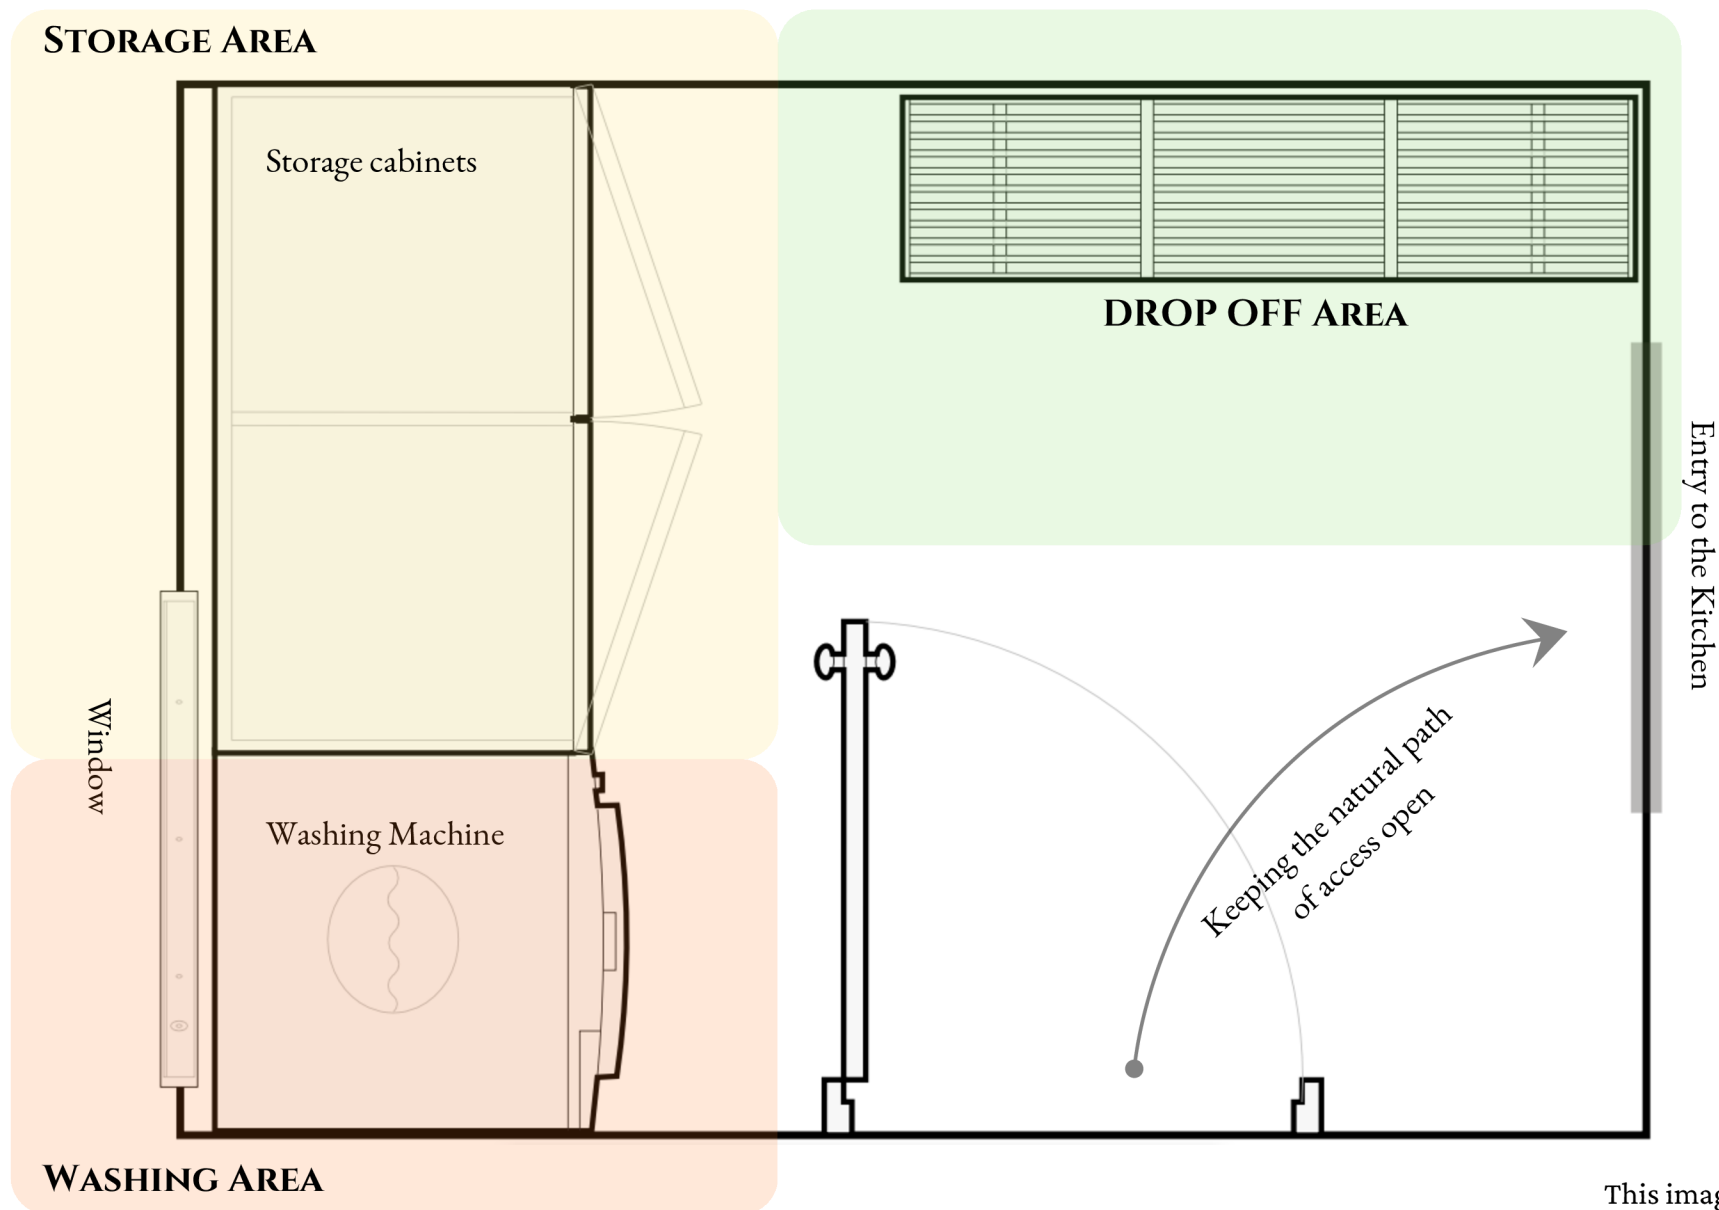 STORAGE AREA
Storage cabinets
DROP OFF AREA
Entry to the Kitchen
Window
Keeping the natural path
of access open
Washing Machine
WASHING AREA
This